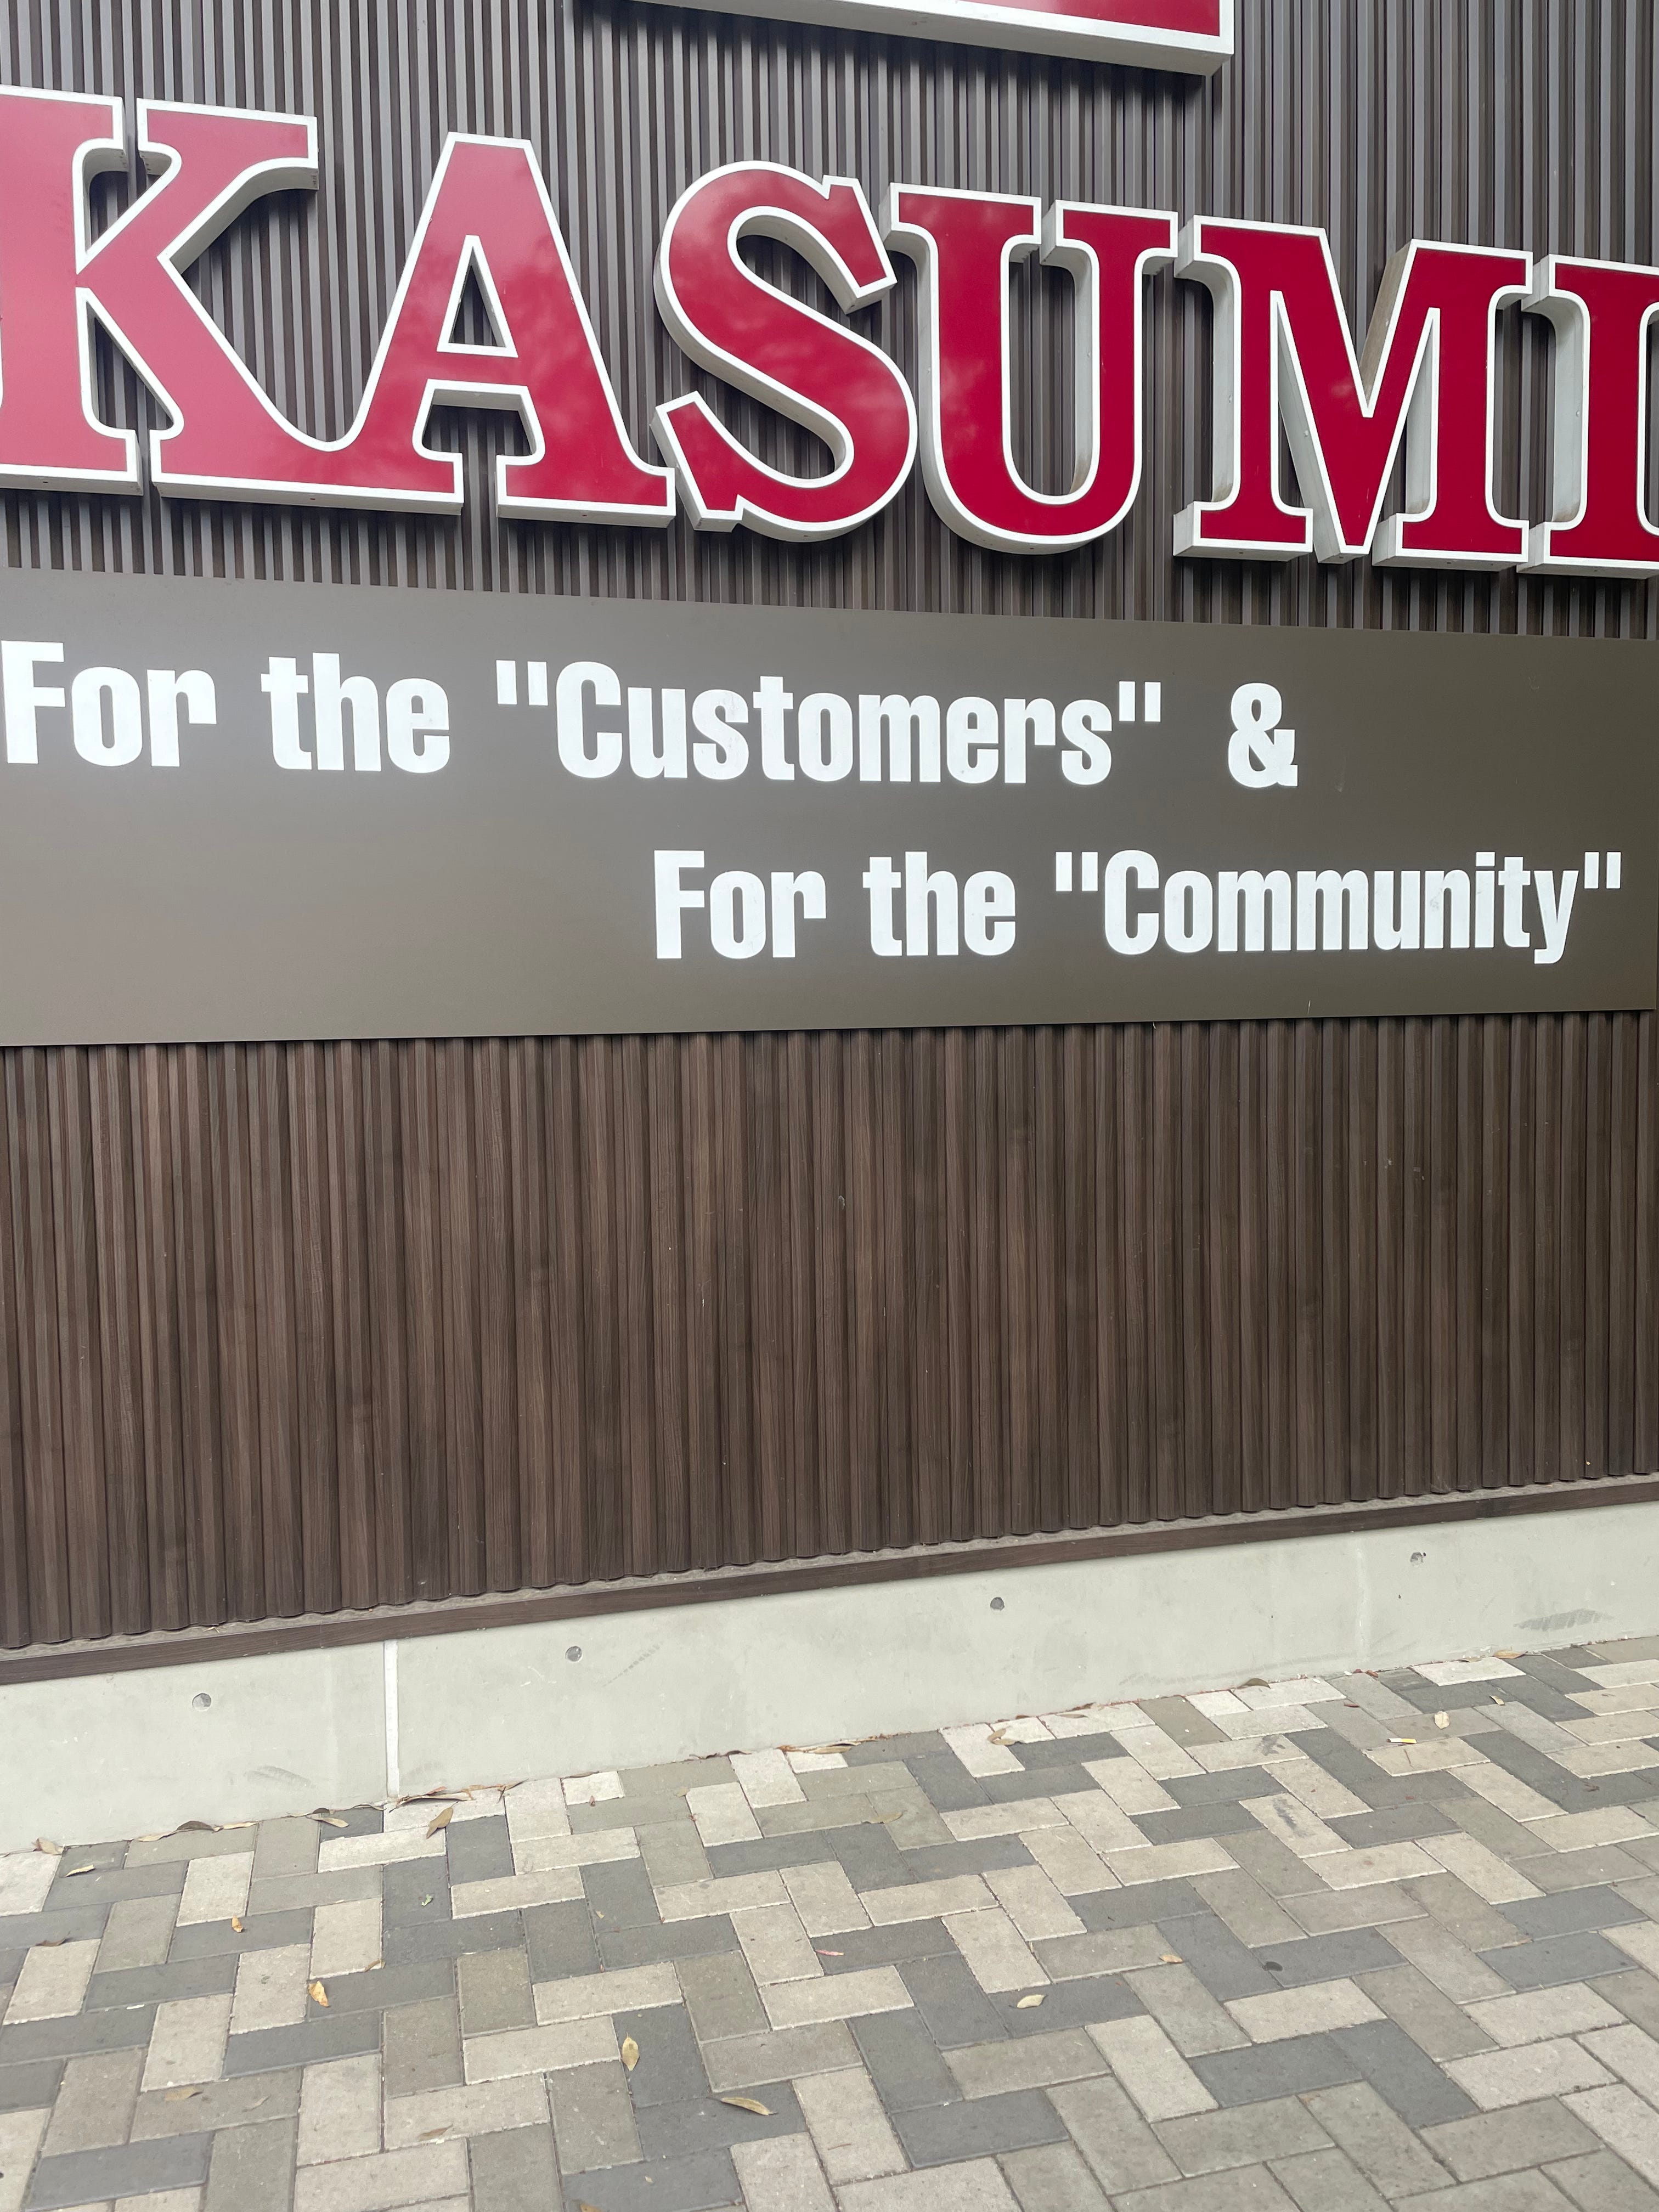 KASUMI
For the "Customers" &
For the "Community"